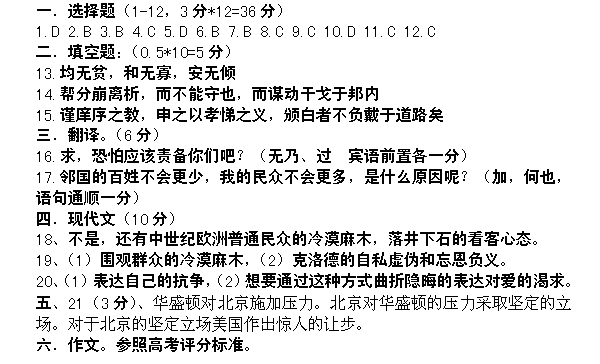 一．选择题（1-12，3分*12=36分）
1.D 2.B 3.B 4.C 5.D 6.B 7.B 8.C 9.C 10.D 11.C 12.C
二．填空题：（0.5*10=5分）
13.均无贫，和无寡，安无倾
14.帮分崩离析，而不能守也，而谋动干戈于邦内
15.谨庠序之教，申之以孝悌之义，颁白者不负戴于道路矣
三．翻译。（6分）
16.求，恐怕应该责备你们吧？（无乃、过　宾语前置各一分）
17.邻国的百姓不会更少，我的民众不会更多，是什么原因呢？（加，何也，
语句通顺一分）
四．现代文（10分）
18、不是，还有中世纪欧洲普通民众的冷漠麻木，落井下石的看客心态。
19、（1）围观群众的冷漠麻木，（2）克洛德的自私虚伪和忘恩负义。
20、（1）表达自己的抗争，（2）想要通过这种方式曲折隐晦的表达对爱的渴求。
五、21（3分）、华盛顿对北京施加压力。北京对华盛顿的压力采取坚定的立
场。对于北京的坚定立场美国作出惊人的让步。
六．作文。参照高考评分标准。